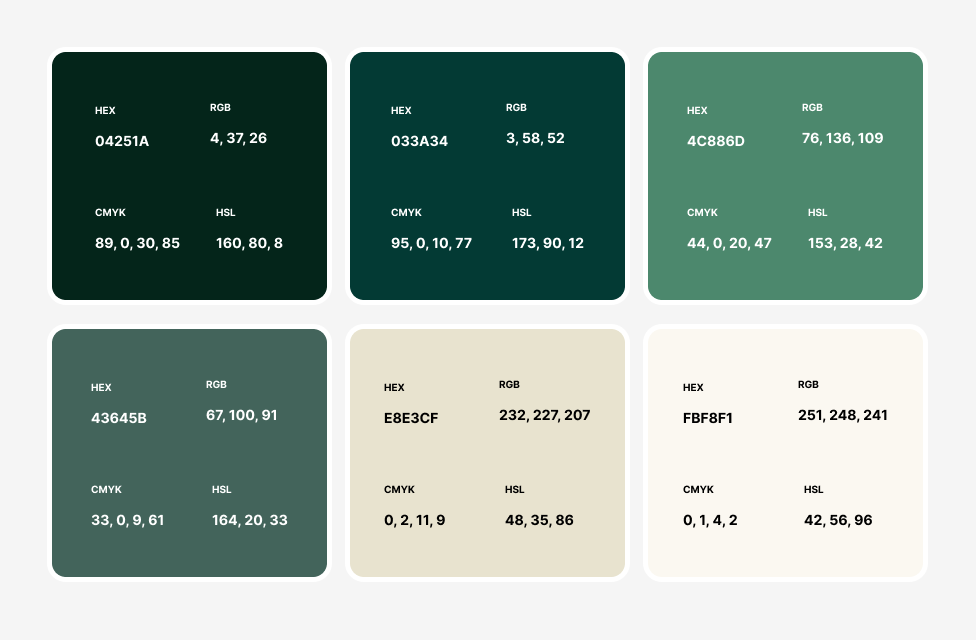 HEX
RGB
04251A
4, 37, 26
CMYK
HSL
89, 0, 30, 85
160, 80, 8
HEX
RGB
033A34
3, 58, 52
CMYK
HSL
95, 0, 10, 77
173, 90, 12
HEX
RGB
4C886D
76, 136, 109
CMYK
HSL
44, 0, 20, 47
153, 28, 42
HEX
RGB
43645B
67, 100, 91
CMYK
HSL
33, 0, 9, 61
164, 20, 33
HEX
RGB
E8E3CF
232, 227, 207
CMYK
HSL
0, 2, 11, 9
48, 35, 86
HEX
RGB
FBF8F1
251, 248, 241
CMYK
HSL
0, 1, 4, 2
42, 56, 96